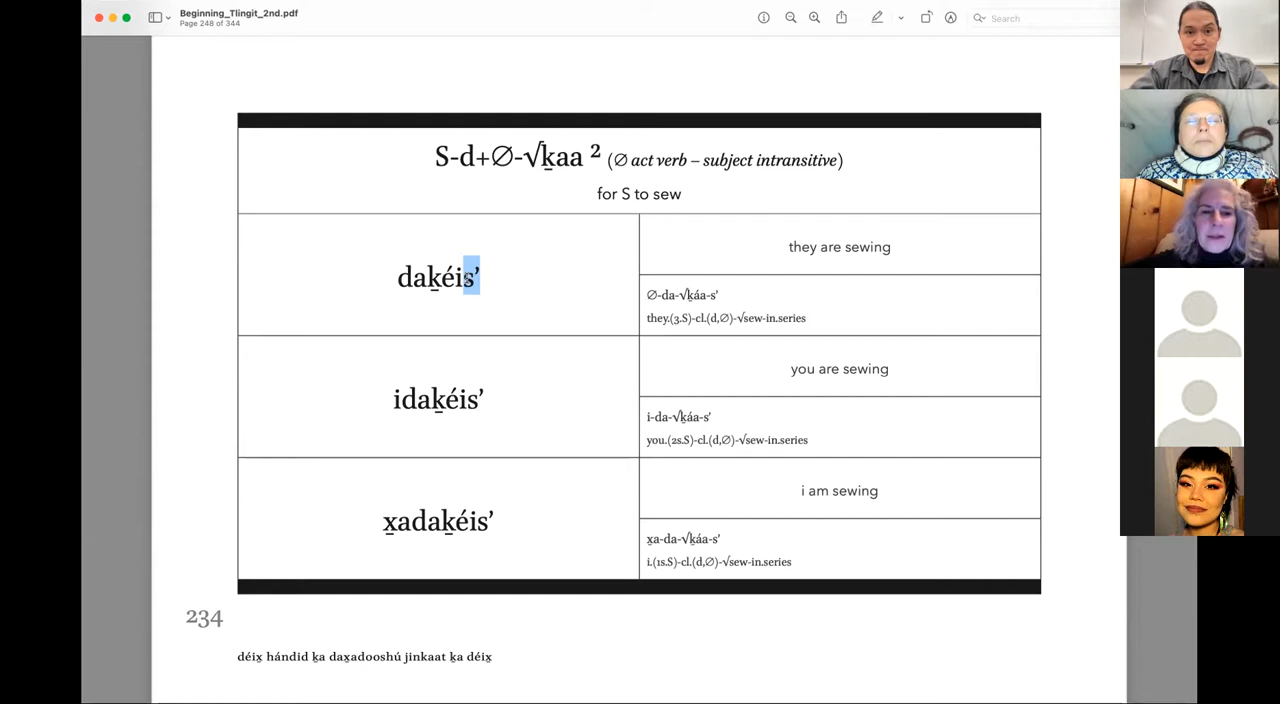 Beginning_Tlingit_2nd.pdf
Page 248 of 344
Search
S-d+∅-√ḵaa ² (∅ act verb – subject intransitive)
for S to sew
daḵéis’
they are sewing
∅-da-√ḵáa-s’
they.(3.S)-cl.(d,∅)-√sew-in.series
idaḵéis’
you are sewing
i-da-√ḵáa-s’
you.(2s.S)-cl.(d,∅)-√sew-in.series
x̱adaḵéis’
i am sewing
x̱a-da-√ḵáa-s’
i.(1s.S)-cl.(d,∅)-√sew-in.series
234
déix̱ hándid ḵa dax̱adooshú jinkaat ḵa déix̱